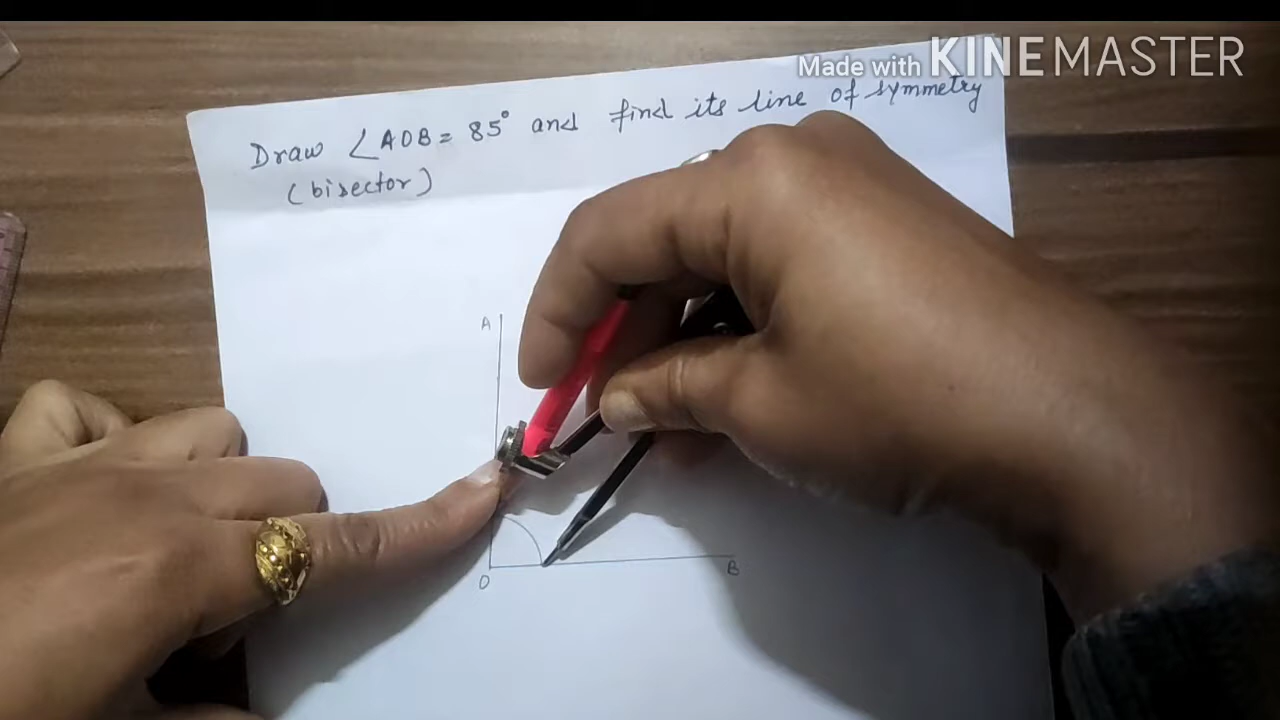 Made with KINEMASTER
Draw ∠AOB = 85° and find its line of symmetry
(bisector)
A
O
B